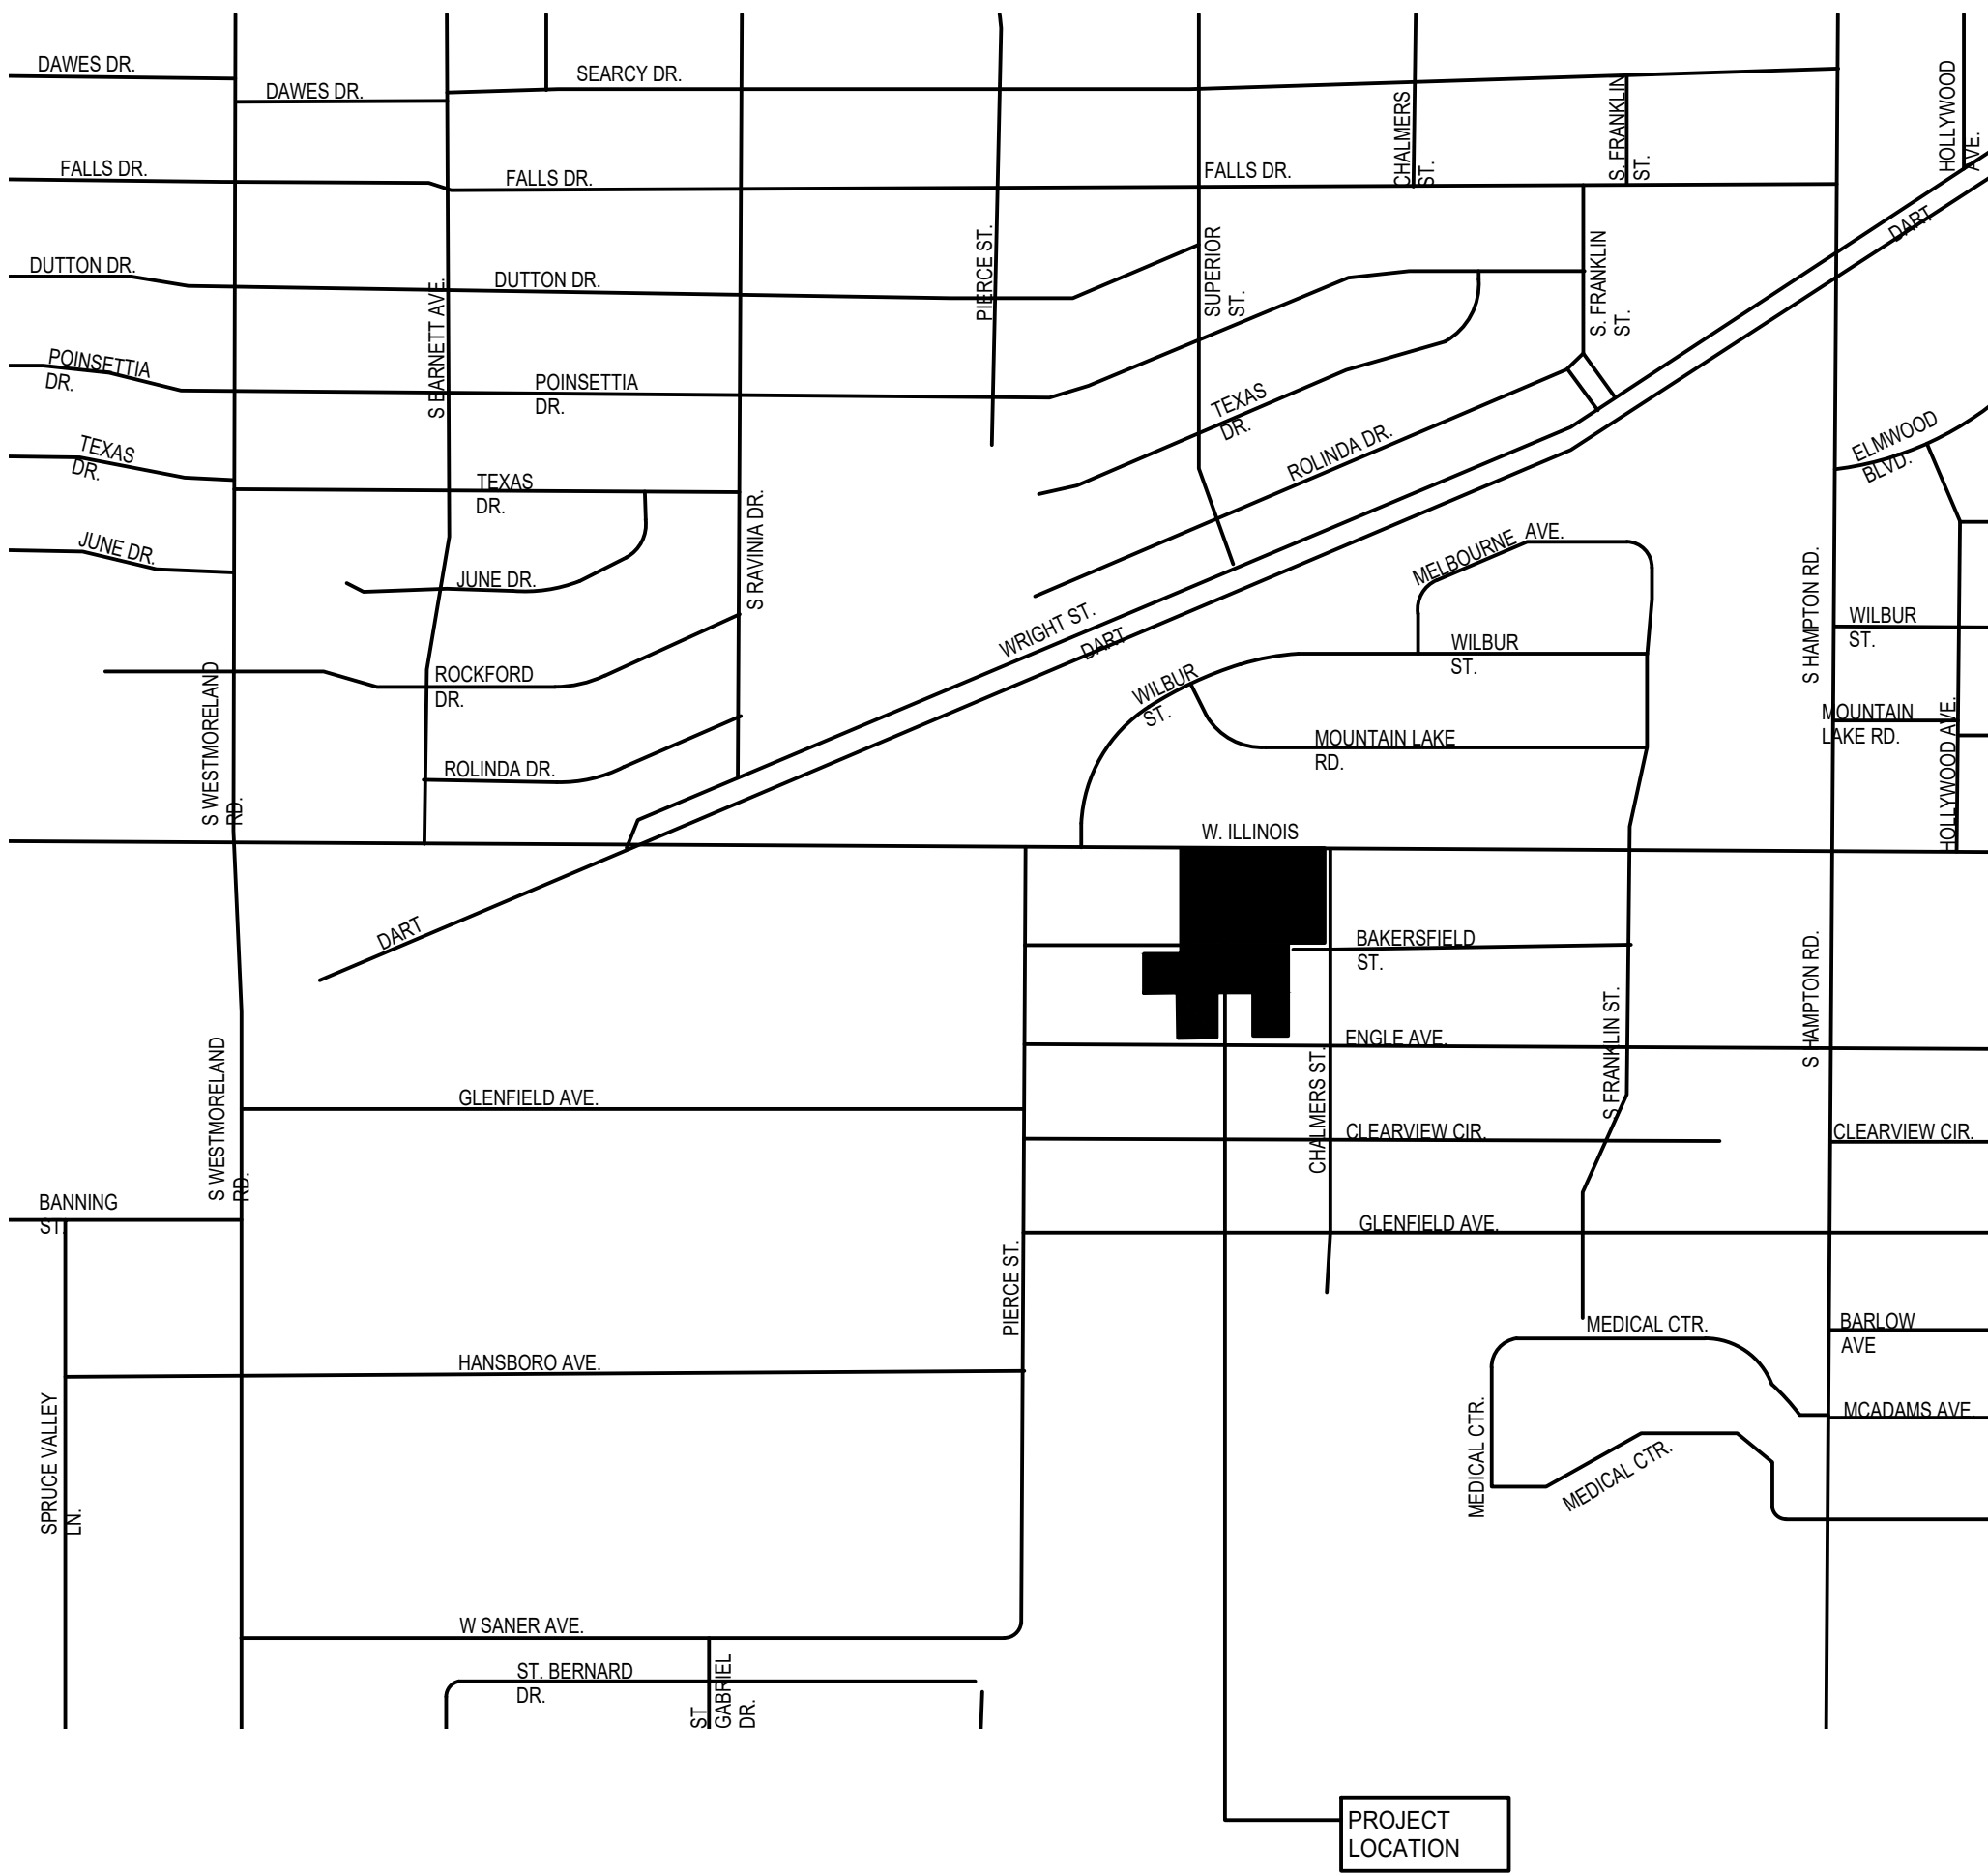 DAWES DR.
DAWES DR.
SEARCY DR.
CHALMERS
ST.
S. FRANKLIN
ST.
HOLLYWOOD
AVE.
FALLS DR.
FALLS DR.
FALLS DR.
DART
DUTTON DR.
DUTTON DR.
S BARNETT AVE.
PIERCE ST.
SUPERIOR
ST.
S. FRANKLIN
ST.
POINSETTIA
DR.
POINSETTIA
DR.
TEXAS
DR.
ROLINDA DR.
ELMWOOD
BLVD.
TEXAS
DR.
TEXAS
DR.
S RAVINIA DR.
JUNE DR.
JUNE DR.
MELBOURNE AVE.
S HAMPTON RD.
WILBUR
ST.
WRIGHT ST.
DART
WILBUR
ST.
WILBUR
ST.
ROCKFORD
DR.
S WESTMORELAND
RD.
MOUNTAIN
LAKE RD.
HOLLYWOOD AVE.
MOUNTAIN LAKE
RD.
ROLINDA DR.
W. ILLINOIS
DART
BAKERSFIELD
ST.
S HAMPTON RD.
ENGLE AVE.
S FRANKLIN ST.
CHALMERS ST.
S WESTMORELAND
RD.
GLENFIELD AVE.
CLEARVIEW CIR.
CLEARVIEW CIR.
BANNING
ST.
GLENFIELD AVE.
PIERCE ST.
MEDICAL CTR.
BARLOW
AVE
HANSBORO AVE.
MCADAMS AVE
SPRUCE VALLEY
LN.
MEDICAL CTR.
MEDICAL CTR.
W SANER AVE.
ST. BERNARD
DR.
ST
GABRIEL
DR.
PROJECT
LOCATION